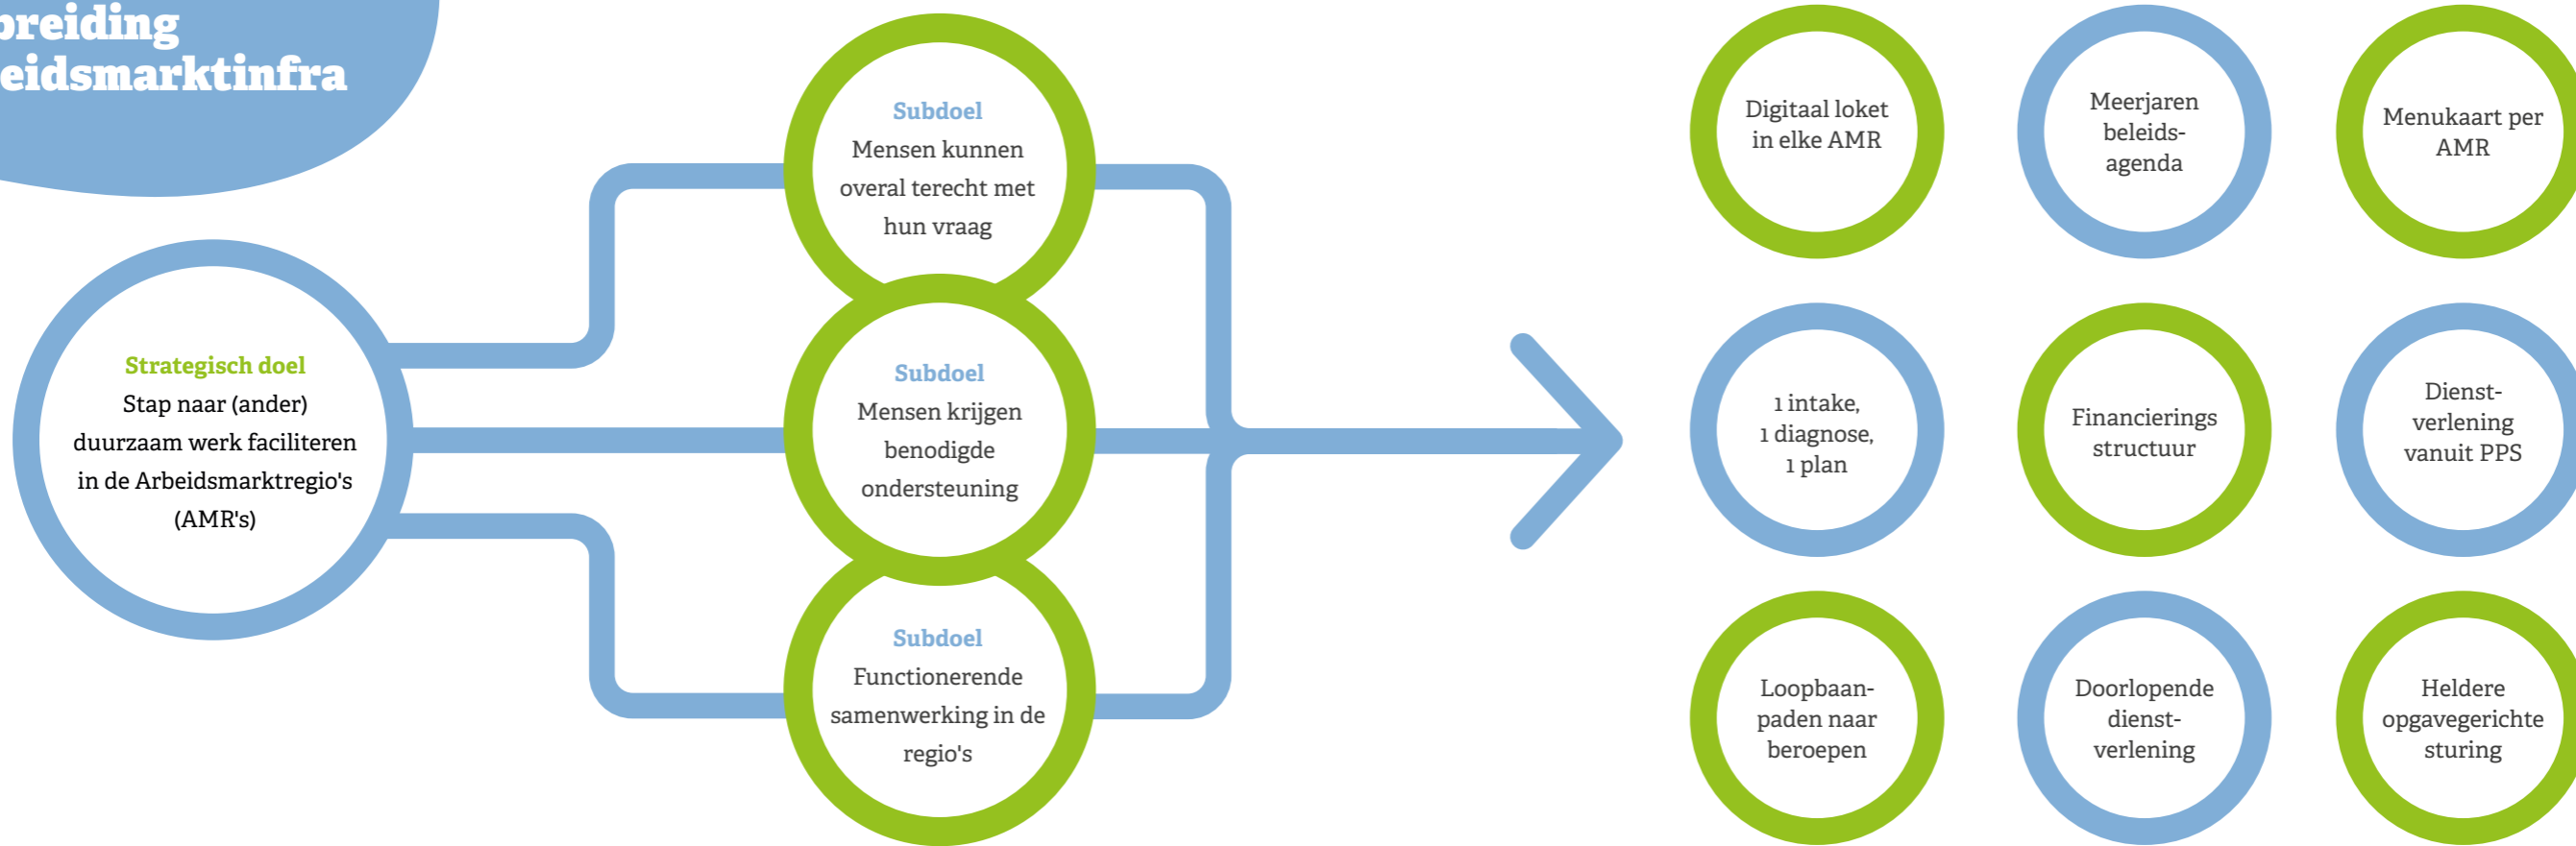 breiding
eidsmarktinfra
Strategisch doel
Stap naar (ander)
duurzaam werk faciliteren
in de Arbeidsmarktregio's
(AMR's)
Subdoel
Mensen kunnen
overal terecht met
hun vraag
Subdoel
Mensen krijgen
benodigde
ondersteuning
Subdoel
Functionerende
samenwerking in de
regio's
Digitaal loket
in elke AMR
Meerjaren
beleids-
agenda
Menukaart per
AMR
1 intake,
1 diagnose,
1 plan
Financierings
structuur
Dienst-
verlening
vanuit PPS
Loopbaan-
paden naar
beroepen
Doorlopende
dienst-
verlening
Heldere
opgavegerichte
sturing